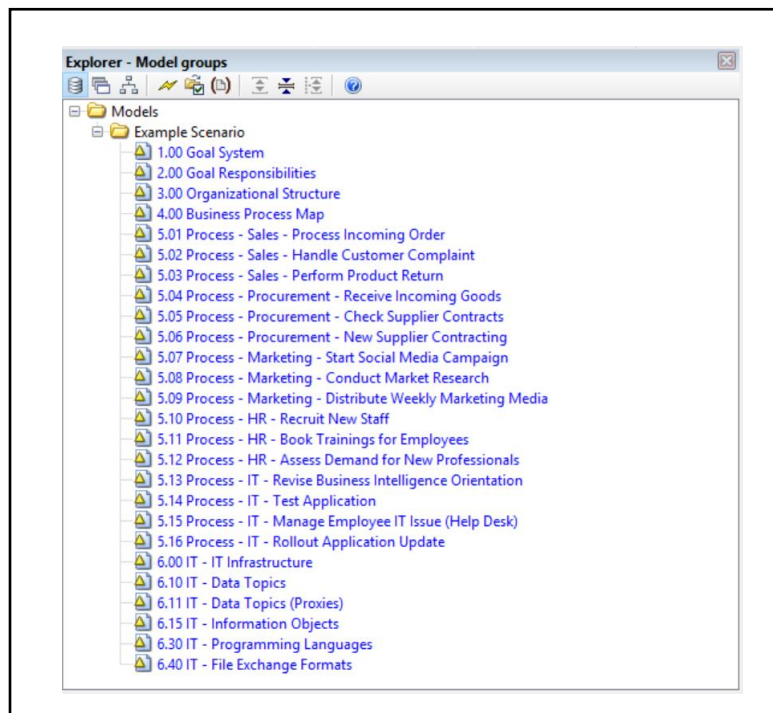 Explorer - Model groups
Models
Example Scenario
1.00 Goal System
2.00 Goal Responsibilities
3.00 Organizational Structure
4.00 Business Process Map
5.01 Process - Sales - Process Incoming Order
5.02 Process - Sales - Handle Customer Complaint
5.03 Process - Sales - Perform Product Return
5.04 Process - Procurement - Receive Incoming Goods
5.05 Process - Procurement - Check Supplier Contracts
5.06 Process - Procurement - New Supplier Contracting
5.07 Process - Marketing - Start Social Media Campaign
5.08 Process - Marketing - Conduct Market Research
5.09 Process - Marketing - Distribute Weekly Marketing Media
5.10 Process - HR - Recruit New Staff
5.11 Process - HR - Book Trainings for Employees
5.12 Process - HR - Assess Demand for New Professionals
5.13 Process - IT - Revise Business Intelligence Orientation
5.14 Process - IT - Test Application
5.15 Process - IT - Manage Employee IT Issue (Help Desk)
5.16 Process - IT - Rollout Application Update
6.00 IT - IT Infrastructure
6.10 IT - Data Topics
6.11 IT - Data Topics (Proxies)
6.15 IT - Information Objects
6.30 IT - Programming Languages
6.40 IT - File Exchange Formats